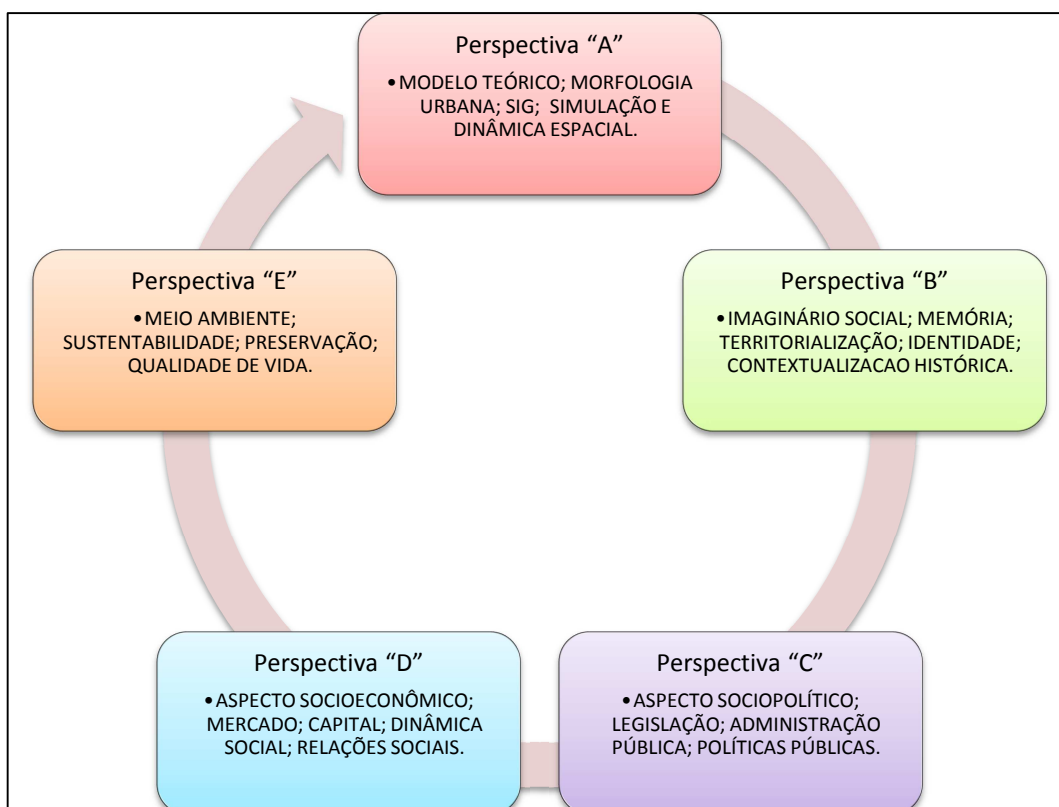 Perspectiva “A”
•MODELO TEÓRICO; MORFOLOGIA
URBANA; SIG; SIMULAÇÃO E
DINÂMICA ESPACIAL.
Perspectiva “B”
•IMAGINÁRIO SOCIAL; MEMÓRIA;
TERRITORIALIZAÇÃO; IDENTIDADE;
CONTEXTUALIZACAO HISTÓRICA.
Perspectiva “C”
•ASPECTO SOCIOPOLÍTICO;
LEGISLAÇÃO; ADMINISTRAÇÃO
PÚBLICA; POLÍTICAS PÚBLICAS.
Perspectiva “D”
•ASPECTO SOCIOECONÔMICO;
MERCADO; CAPITAL; DINÂMICA
SOCIAL; RELAÇÕES SOCIAIS.
Perspectiva “E”
•MEIO AMBIENTE;
SUSTENTABILIDADE; PRESERVAÇÃO;
QUALIDADE DE VIDA.